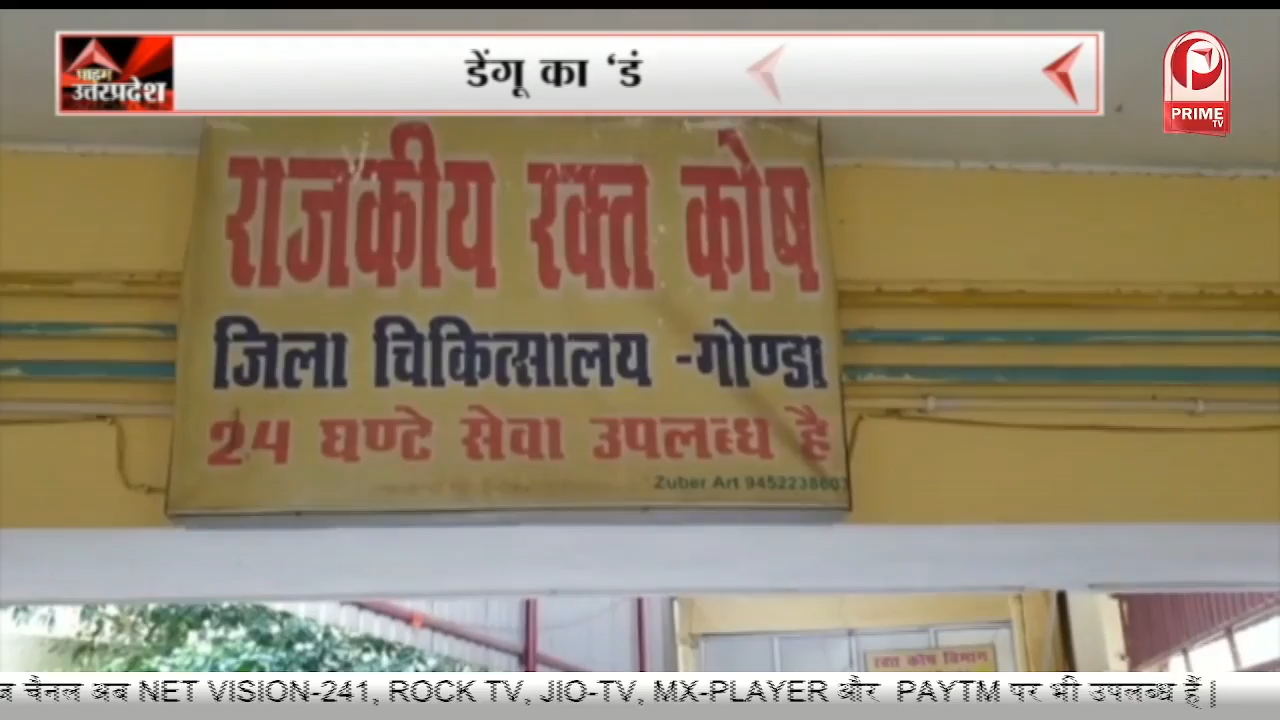 प्राइम
उत्तरप्रदेश
डेंगू का ‘डं
PRIME
TV
राजकीय रक्त कोष
जिला चिकित्सालय -गोण्डा
24 घण्टे सेवा उपलब्ध है
Zuber Art
रक्त कोष विभाग
चैनल अब NET VISION-241, ROCK TV, JIO-TV, MX-PLAYER और PAYTM पर भी उपलब्ध हैं|